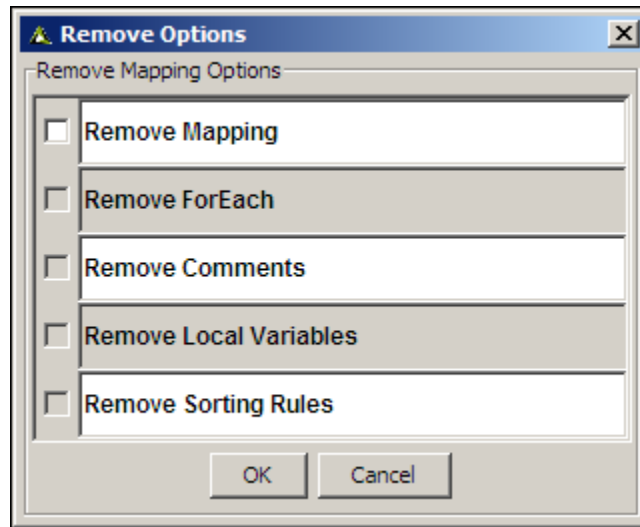 Remove Options
Remove Mapping Options
Remove Mapping
Remove ForEach
Remove Comments
Remove Local Variables
Remove Sorting Rules
OK Cancel